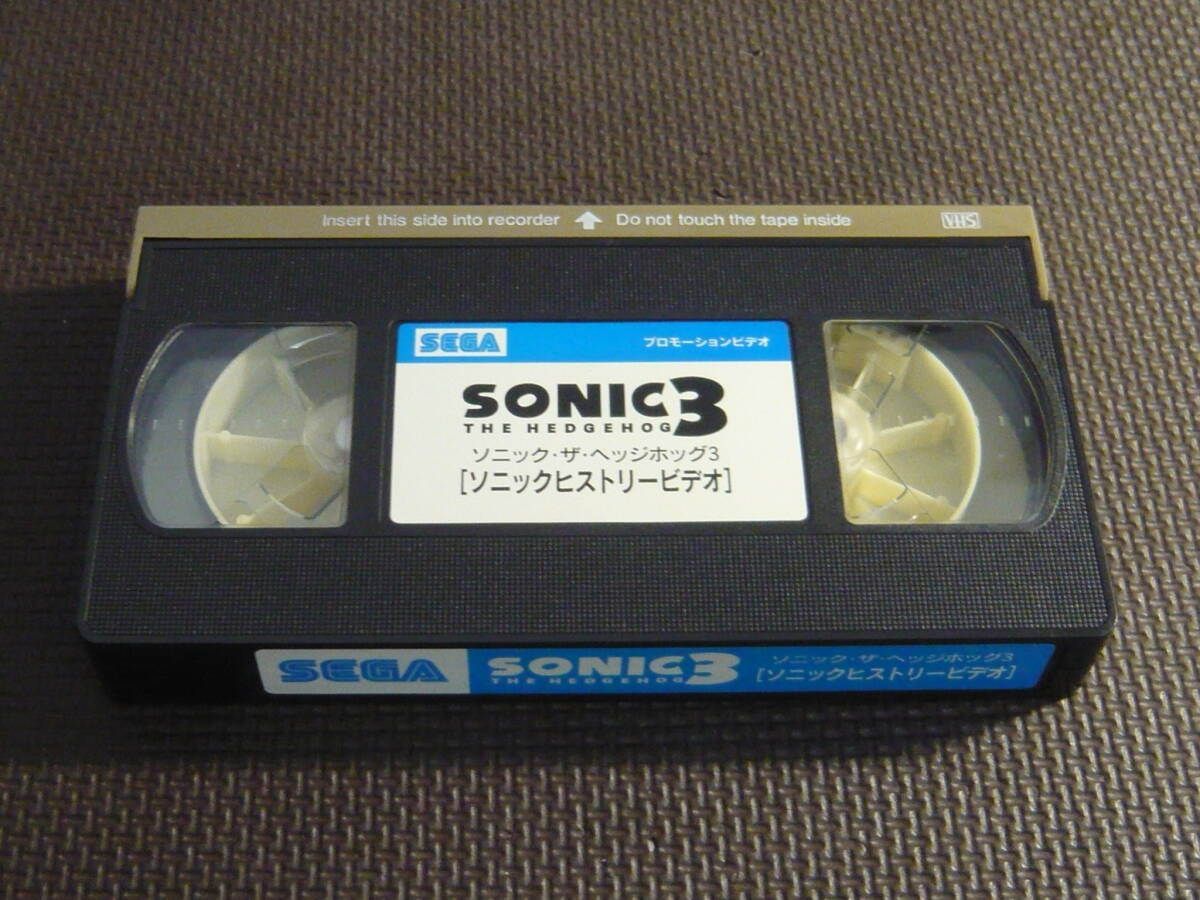 Insert this side into recorder Do not touch the tape inside VHS
SEGA プロモーションビデオ
SONIC 3
THE HEDGEHOG
ソニック・ザ・ヘッジホッグ3
[ソニックヒストリービデオ]
SEGA SONIC 3 ソニック・ザ・ヘッジホッグ3
THE HEDGEHOG [ソニックヒストリービデオ]